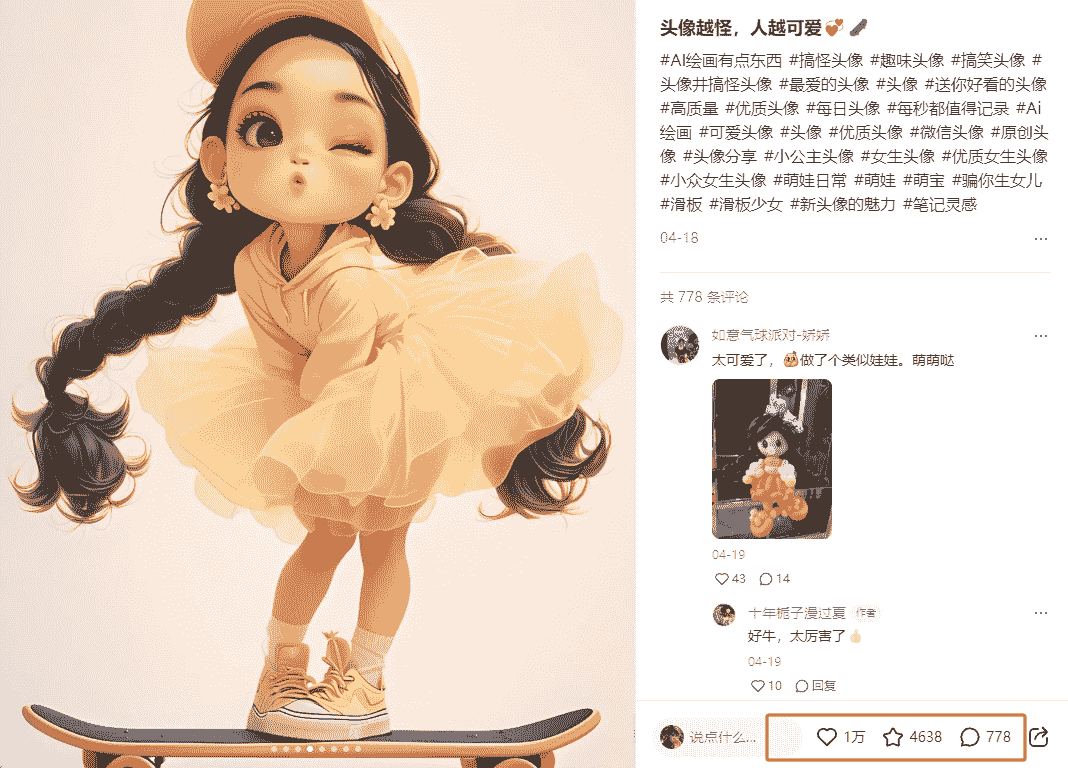 头像越怪，人越可爱💞 🛹
#AI绘画有点东西 #搞怪头像 #趣味头像 #搞笑头像 #
头像井搞怪头像 #最爱的头像 #头像 #送你好看的头像
#高质量 #优质头像 #每日头像 #每秒都值得记录 #Ai
绘画 #可爱头像 #头像 #优质头像 #微信头像 #原创头
像 #头像分享 #小公主头像 #女生头像 #优质女生头像
#小众女生头像 #萌娃日常 #萌娃 #萌宝 #骗你生女儿
#滑板 #滑板少女 #新头像的魅力 #笔记灵感
04-18
共 778 条评论
如意气球派对-娇娇
太可爱了，做了个类似娃娃。萌萌哒
04-19
43 14
十年栀子漫过夏 作者
好牛，太厉害了👍
04-19
10 回复
说点什么... 1万 4638 778